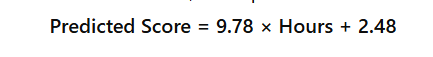 Predicted Score = 9.78 × Hours + 2.48